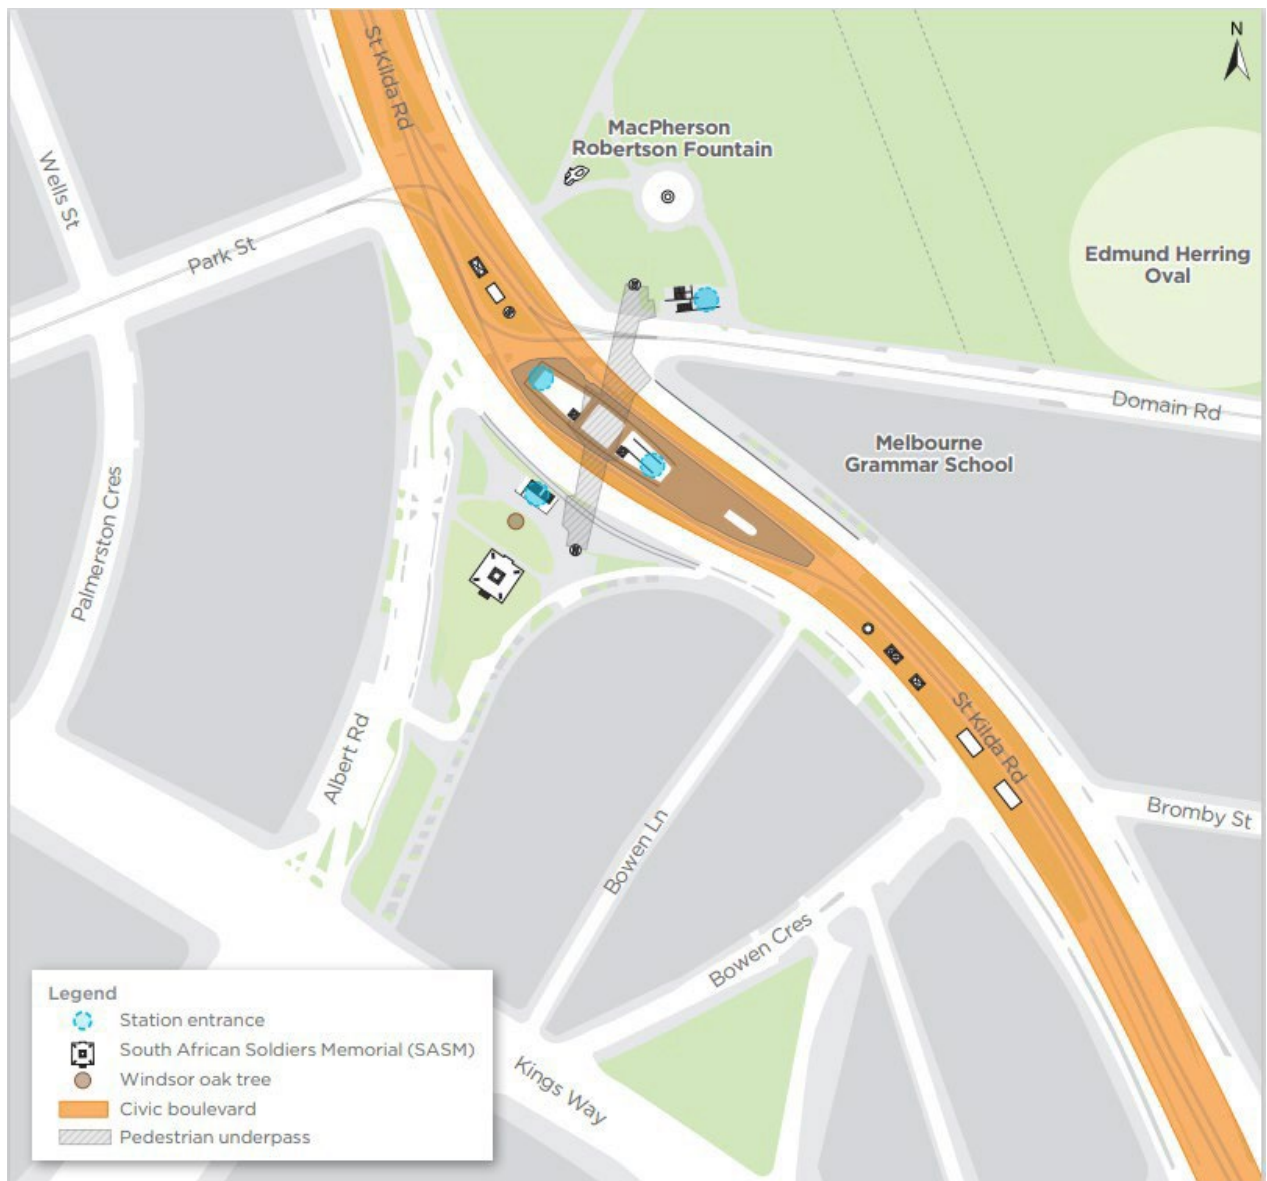 N
St Kilda Rd
MacPherson
Robertson Fountain
Wells St
Park St
Edmund Herring
Oval
Domain Rd
Melbourne
Grammar School
Palmerston Cres
Albert Rd
St Kilda Rd
Bromby St
Bowen Ln
Bowen Cres
Kings Way
Legend
Station entrance
South African Soldiers Memorial (SASM)
Windsor oak tree
Civic boulevard
Pedestrian underpass